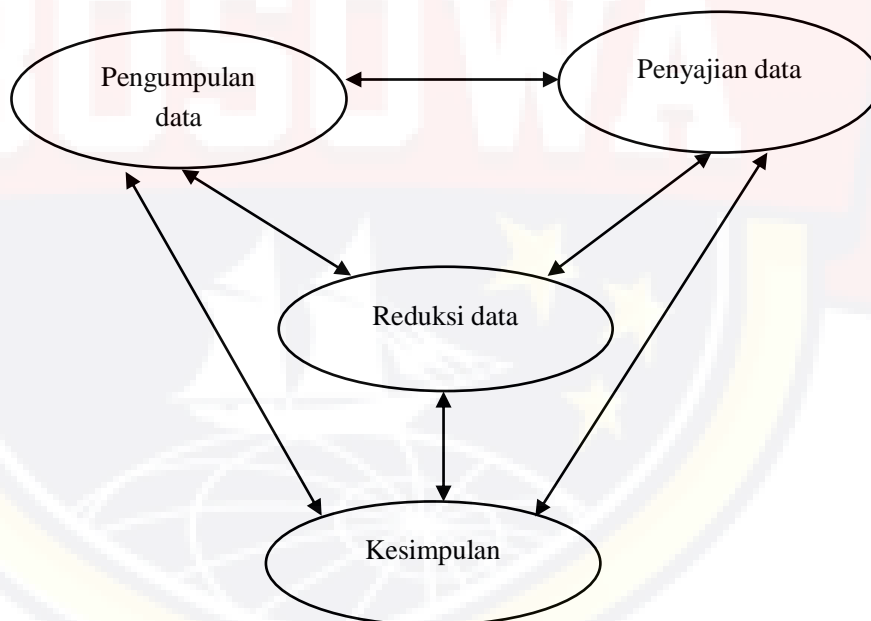 Pengumpulan
data
Penyajian data
Reduksi data
Kesimpulan